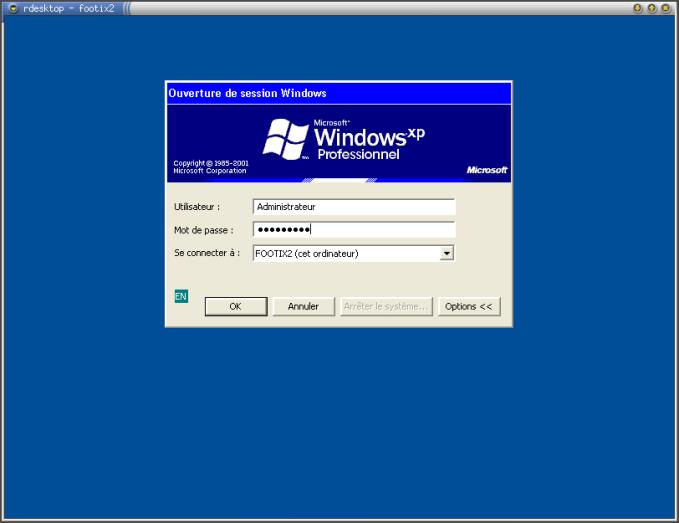 rdesktop - footix2
Ouverture de session Windows
Microsoft®
Windows xp
Professionnel
Copyright © 1985-2001
Microsoft Corporation
Microsoft
Utilisateur :
Administrateur
Mot de passe :
●●●●●●●●●
Se connecter à :
FOOTIX2 (cet ordinateur)
EN
OK
Annuler
Arrêter le système...
Options <<